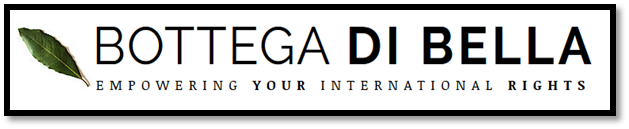 BOTTEGA DI BELLA
EMPOWERING YOUR INTERNATIONAL RIGHTS